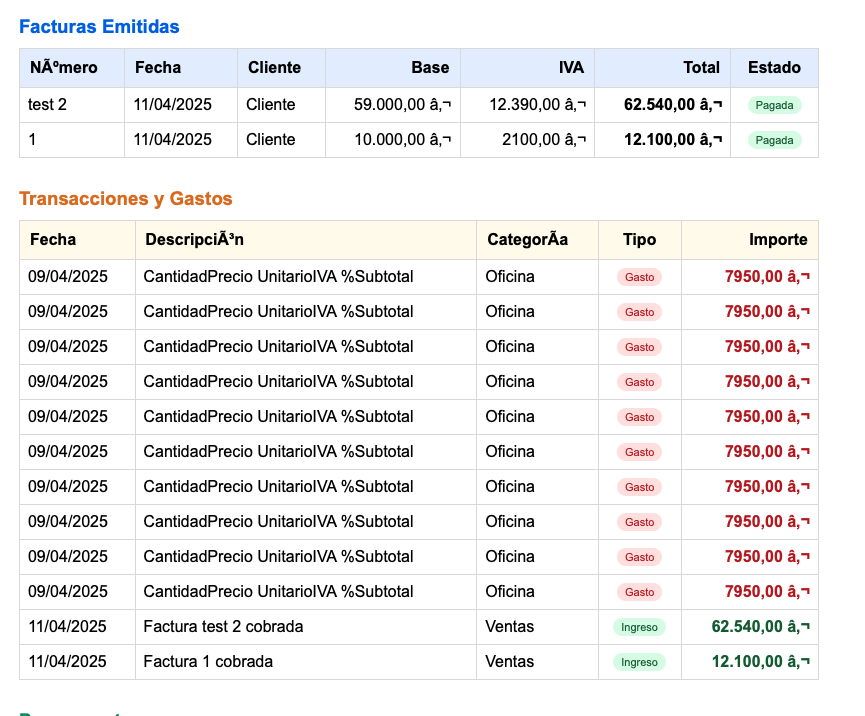 Facturas Emitidas
NÃºmero Fecha Cliente Base IVA Total Estado
test 2 11/04/2025 Cliente 59.000,00 â‚¬ 12.390,00 â‚¬ 62.540,00 â‚¬ Pagada
1 11/04/2025 Cliente 10.000,00 â‚¬ 2100,00 â‚¬ 12.100,00 â‚¬ Pagada
Transacciones y Gastos
Fecha DescripciÃ³n CategorÃa Tipo Importe
09/04/2025 CantidadPrecio UnitarioIVA %Subtotal Oficina Gasto 7950,00 â‚¬
09/04/2025 CantidadPrecio UnitarioIVA %Subtotal Oficina Gasto 7950,00 â‚¬
09/04/2025 CantidadPrecio UnitarioIVA %Subtotal Oficina Gasto 7950,00 â‚¬
09/04/2025 CantidadPrecio UnitarioIVA %Subtotal Oficina Gasto 7950,00 â‚¬
09/04/2025 CantidadPrecio UnitarioIVA %Subtotal Oficina Gasto 7950,00 â‚¬
09/04/2025 CantidadPrecio UnitarioIVA %Subtotal Oficina Gasto 7950,00 â‚¬
09/04/2025 CantidadPrecio UnitarioIVA %Subtotal Oficina Gasto 7950,00 â‚¬
09/04/2025 CantidadPrecio UnitarioIVA %Subtotal Oficina Gasto 7950,00 â‚¬
09/04/2025 CantidadPrecio UnitarioIVA %Subtotal Oficina Gasto 7950,00 â‚¬
09/04/2025 CantidadPrecio UnitarioIVA %Subtotal Oficina Gasto 7950,00 â‚¬
11/04/2025 Factura test 2 cobrada Ventas Ingreso 62.540,00 â‚¬
11/04/2025 Factura 1 cobrada Ventas Ingreso 12.100,00 â‚¬